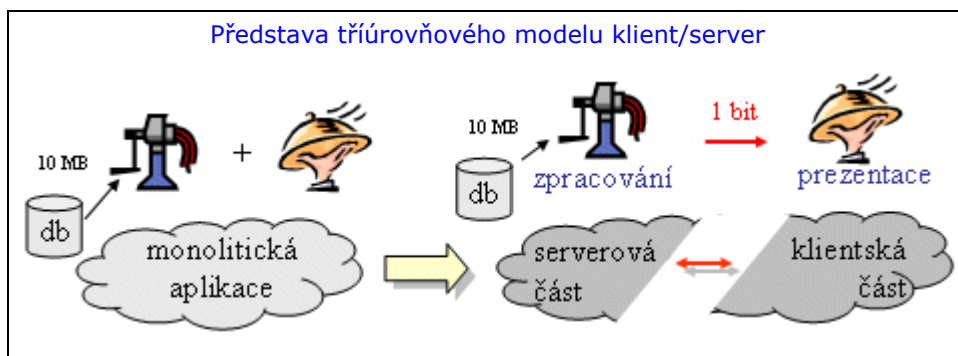 Představa tříúrovňového modelu klient/server
10 MB
+
db
monolitická
aplikace
10 MB
db
zpracování
1 bit
prezentace
serverová
část
klientská
část